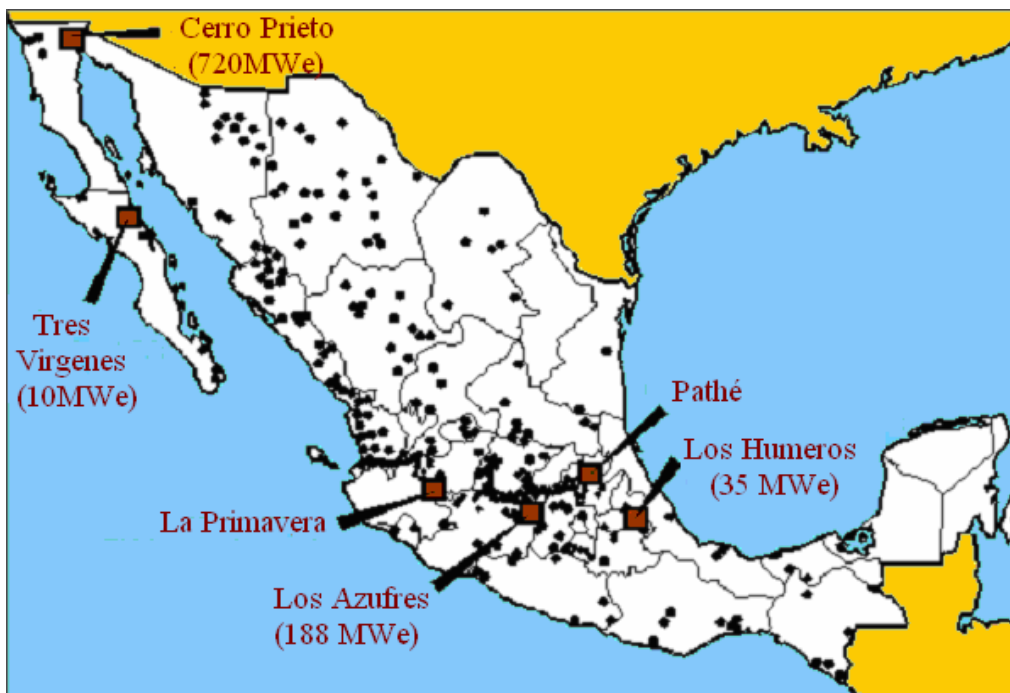 Cerro Prieto
(720MWe)
Tres
Virgenes
(10MWe)
Pathé
Los Humeros
(35 MWe)
La Primavera
Los Azufres
(188 MWe)